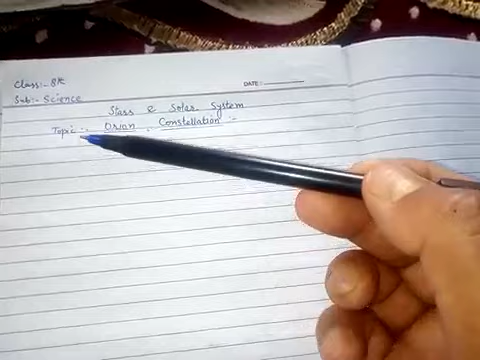 Class:- 8th
DATE:
Sub:- Science
Stars & Solar System
Topic :- Orion Constellation :-